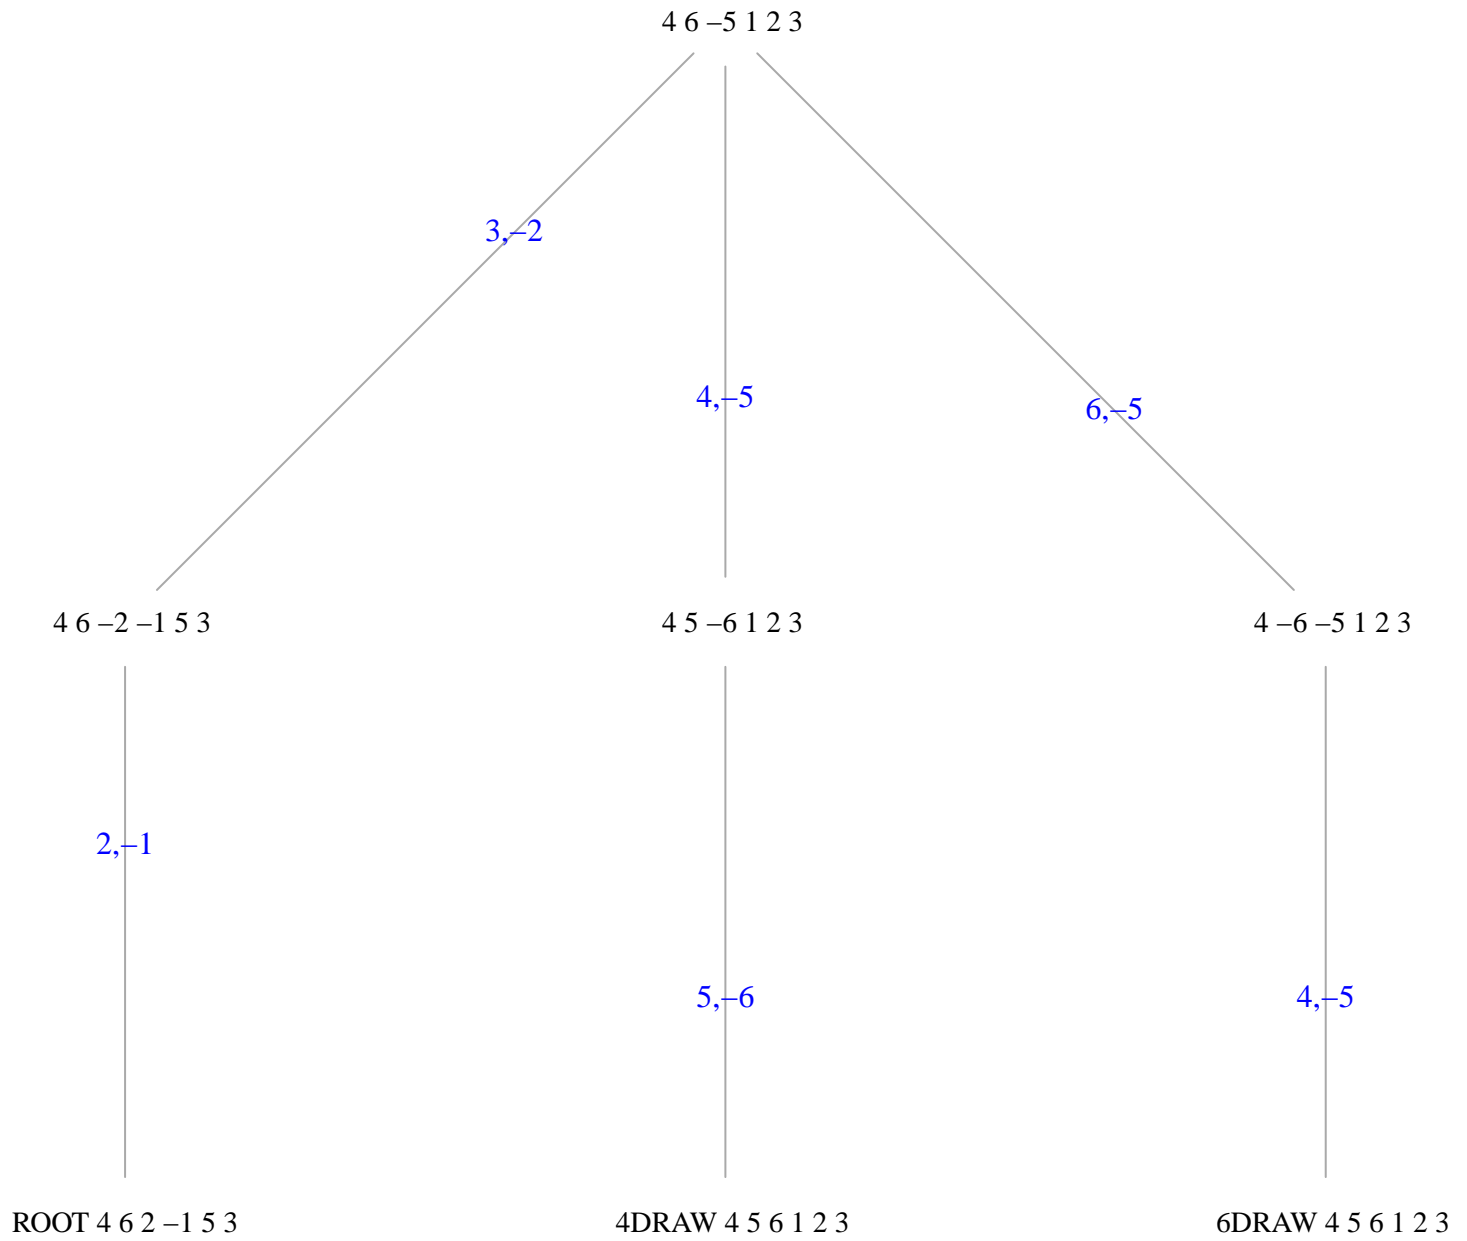 4 6 –5 1 2 3
3,–2
4,–5
6,–5
4 6 –2 –1 5 3
4 5 –6 1 2 3
4 –6 –5 1 2 3
2,–1
5,–6
4,–5
ROOT 4 6 2 –1 5 3
4DRAW 4 5 6 1 2 3
6DRAW 4 5 6 1 2 3